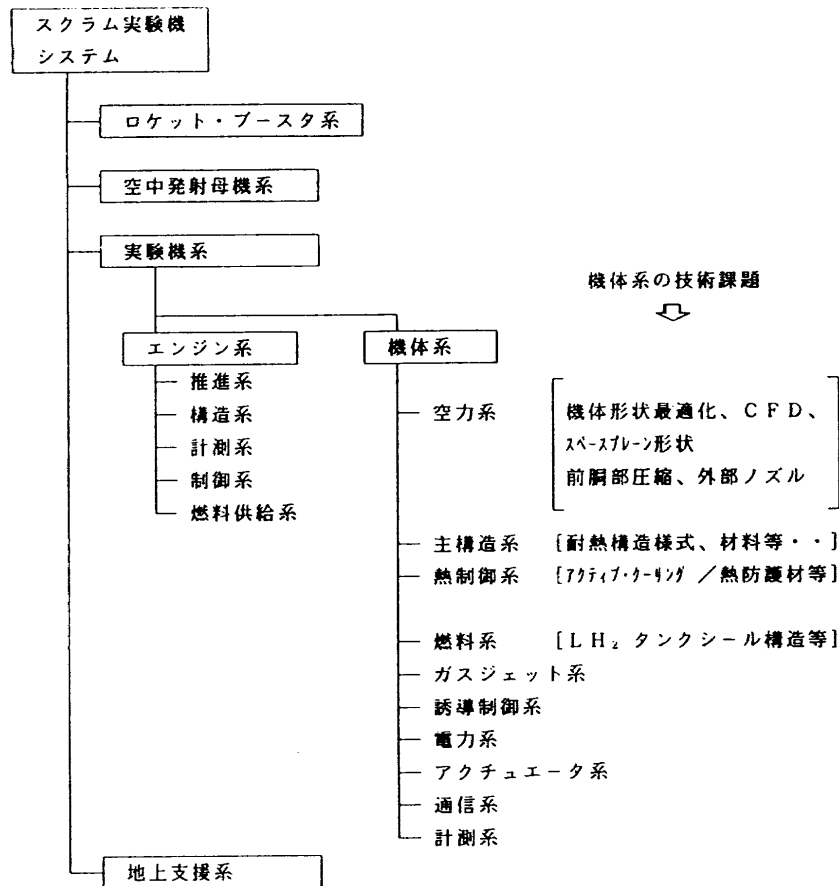 スクラム実験機
システム
ロケット・ブースタ系
空中発射母機系
実験機系
機体系の技術課題
エンジン系
機体系
推進系
構造系
計測系
制御系
燃料供給系
空力系
機体形状最適化、CFD、
スペースプレーン形状
前胴部圧縮、外部ノズル
主構造系 [耐熱構造様式、材料等・・]
熱制御系 [アクティブ・クーリング／熱防護材等]
燃料系 [LH₂ タンクシール構造等]
ガスジェット系
誘導制御系
電力系
アクチュエータ系
通信系
計測系
地上支援系